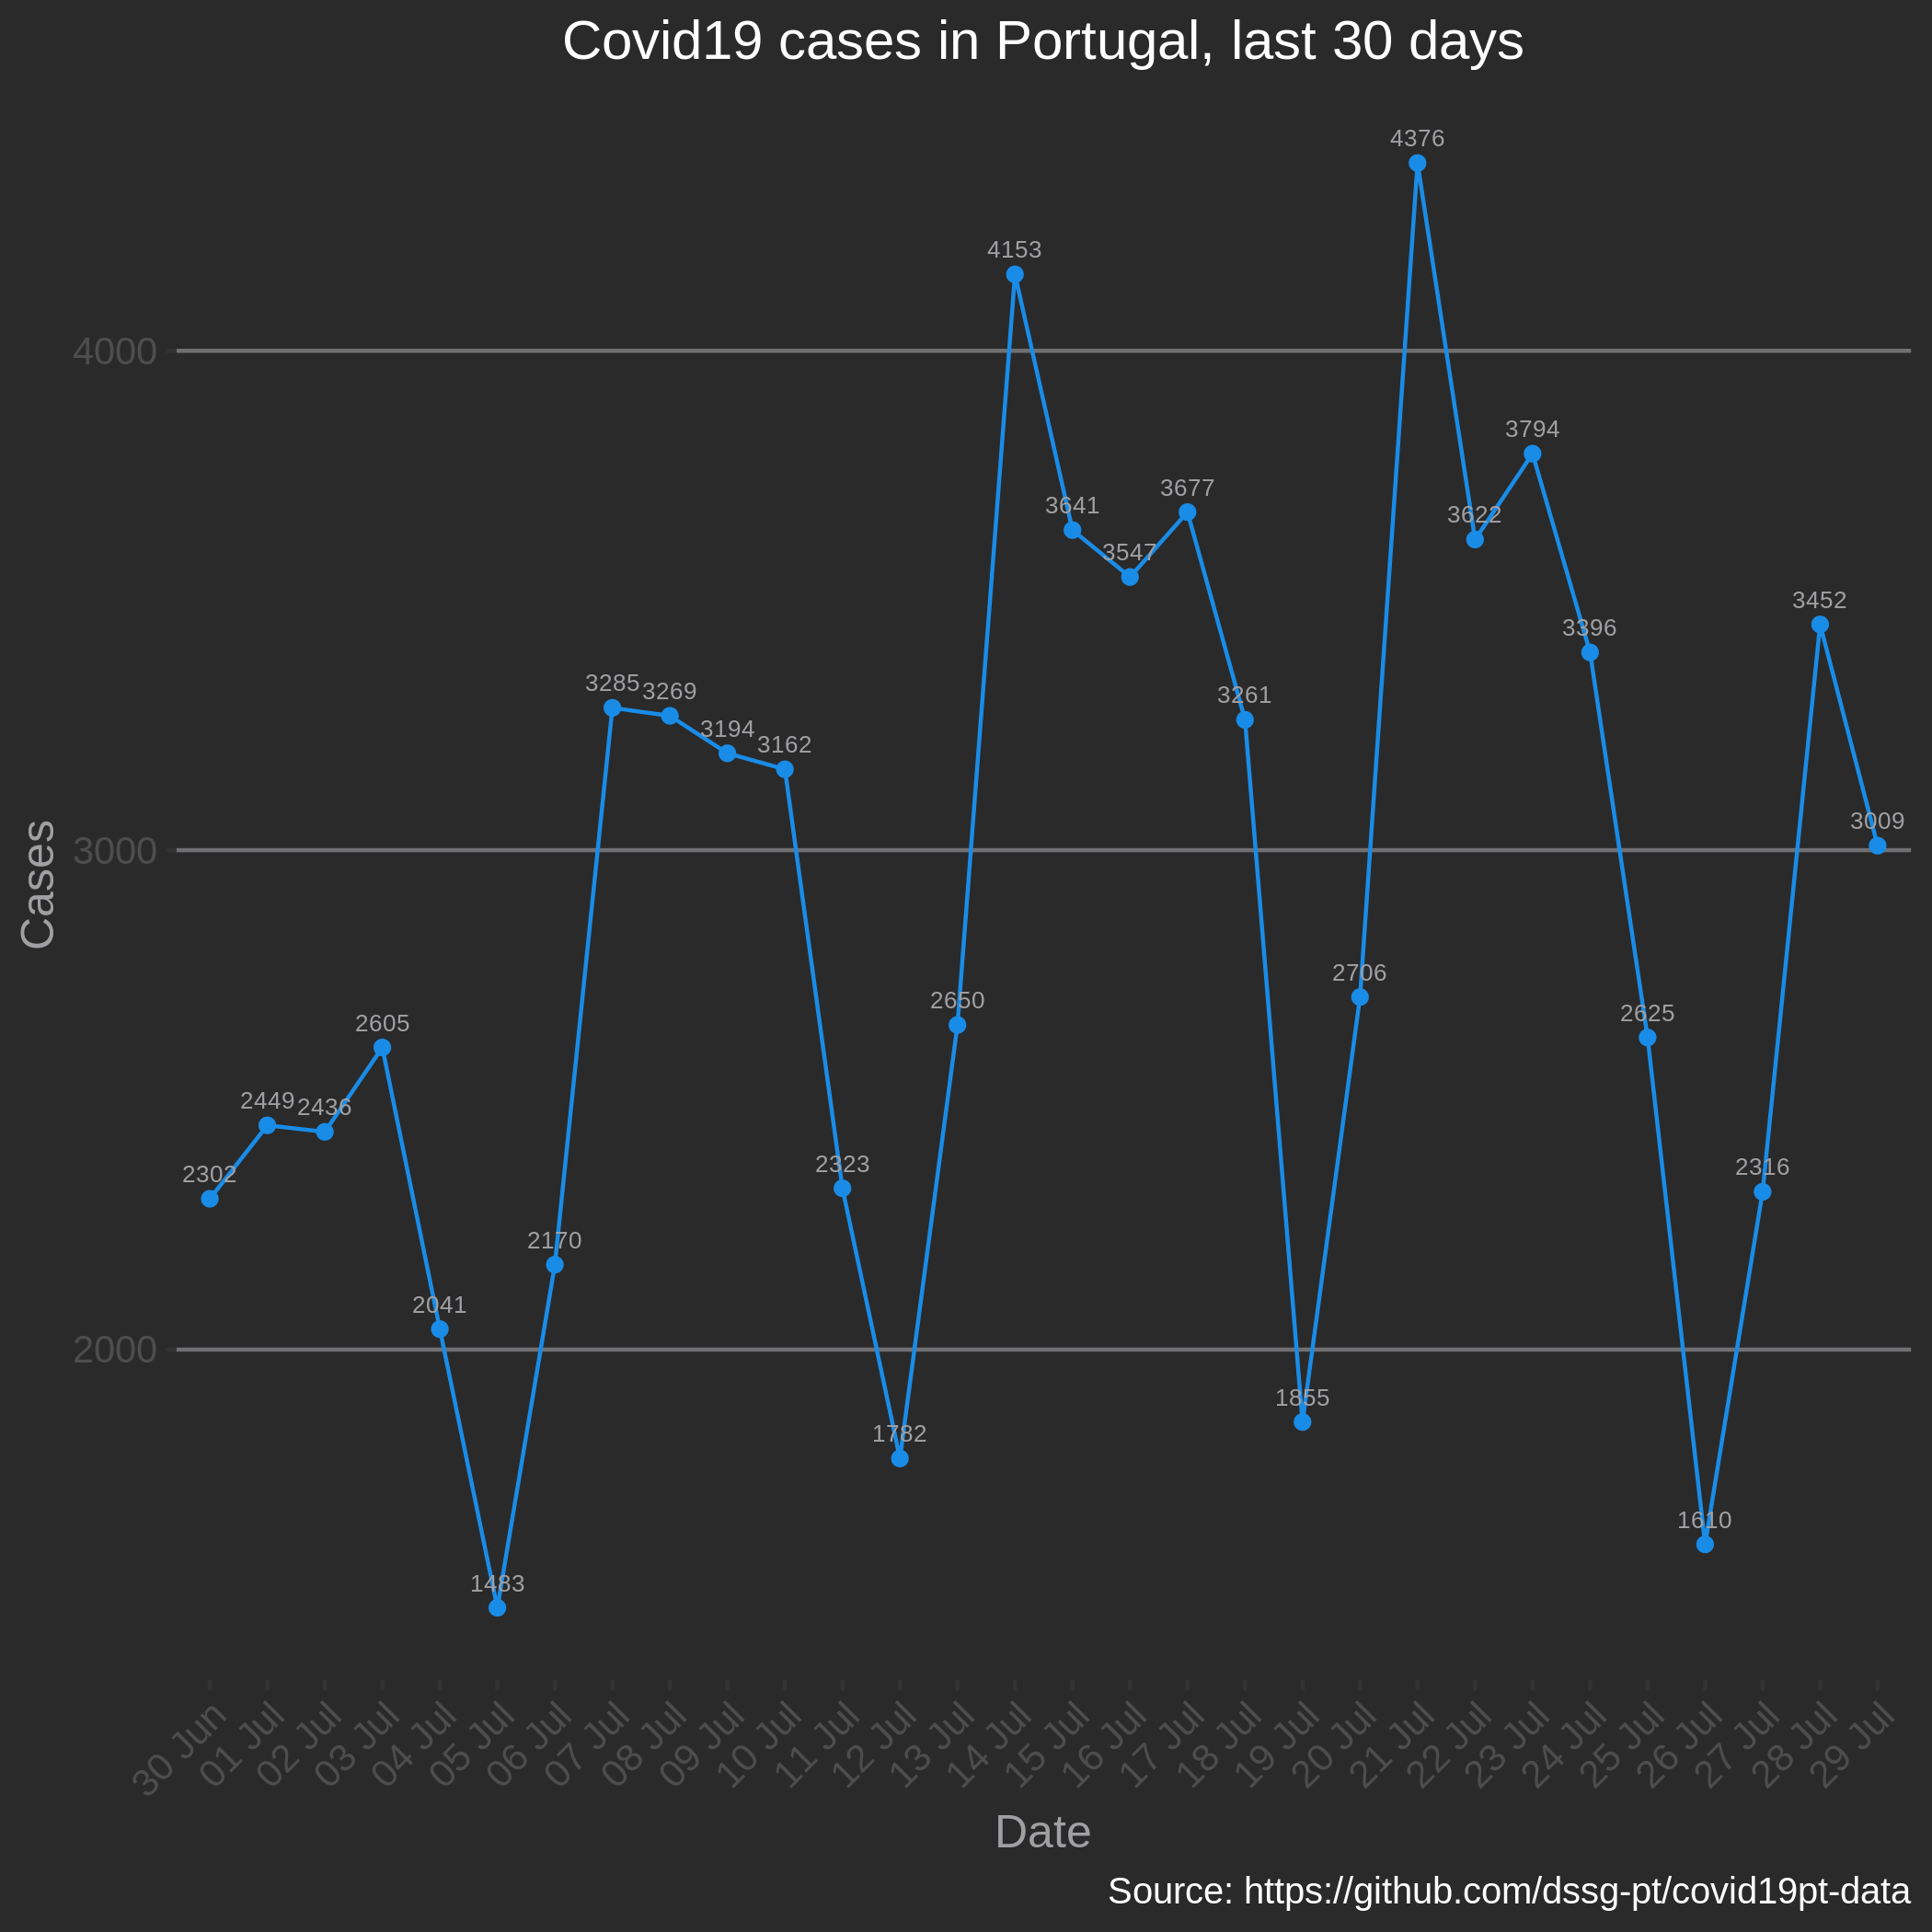 Covid19 cases in Portugal, last 30 days
4376
4153
4000
3794
3677
3641
3622
3547
3452
3396
3285
3269
3261
3194
3162
3009
3000
Cases
2706
2650
2625
2605
2449
2436
2323
2316
2302
2170
2041
2000
1855
1782
1610
1483
30 Jun
01 Jul
02 Jul
03 Jul
04 Jul
05 Jul
06 Jul
07 Jul
08 Jul
09 Jul
10 Jul
11 Jul
12 Jul
13 Jul
14 Jul
15 Jul
16 Jul
17 Jul
18 Jul
19 Jul
20 Jul
21 Jul
22 Jul
23 Jul
24 Jul
25 Jul
26 Jul
27 Jul
28 Jul
29 Jul
Date
Source: https://github.com/dssg-pt/covid19pt-data